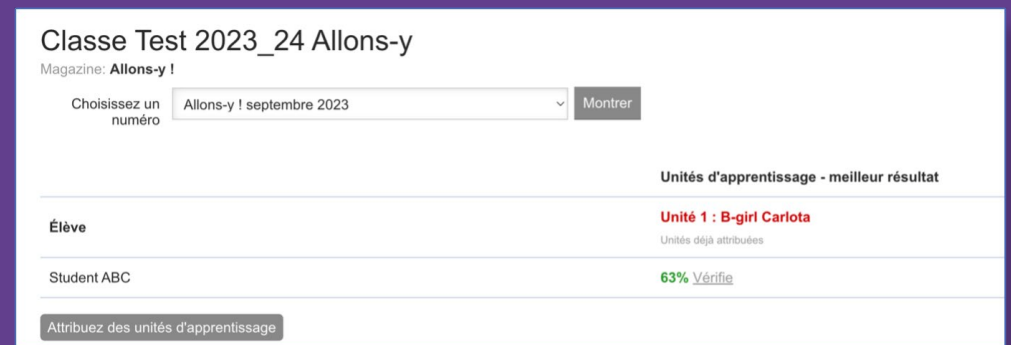 Classe Test 2023_24 Allons-y
Magazine: Allons-y !
Choisissez un
numéro
Allons-y ! septembre 2023
Montrer
Unités d'apprentissage - meilleur résultat
Élève
Unité 1 : B-girl Carlota
Unités déjà attribuées
Student ABC
63% Vérifie
Attribuez des unités d'apprentissage